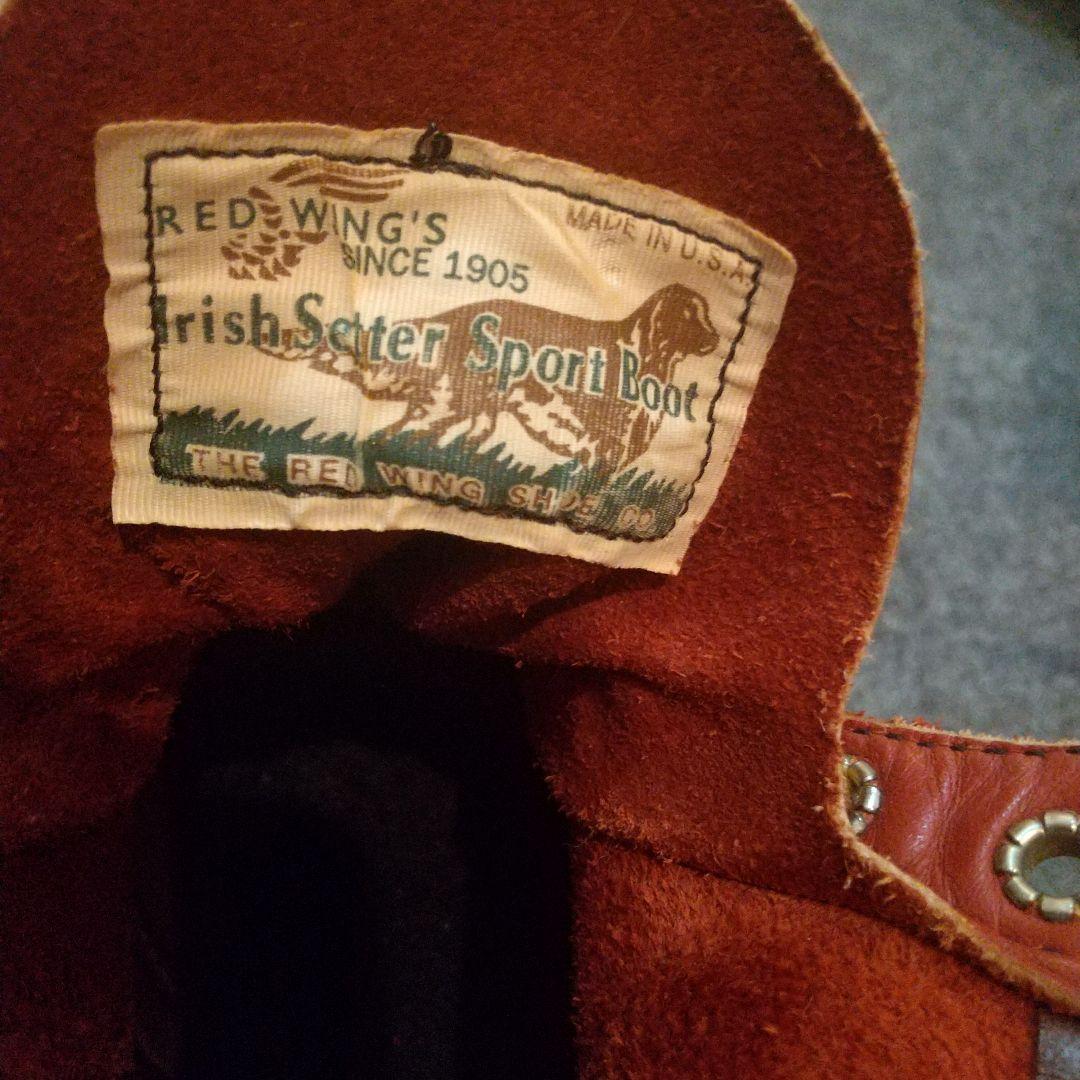 RED WING'S
MADE IN U.S.A.
SINCE 1905
Irish Setter Sport Boot
THE RED WING SHOE CO